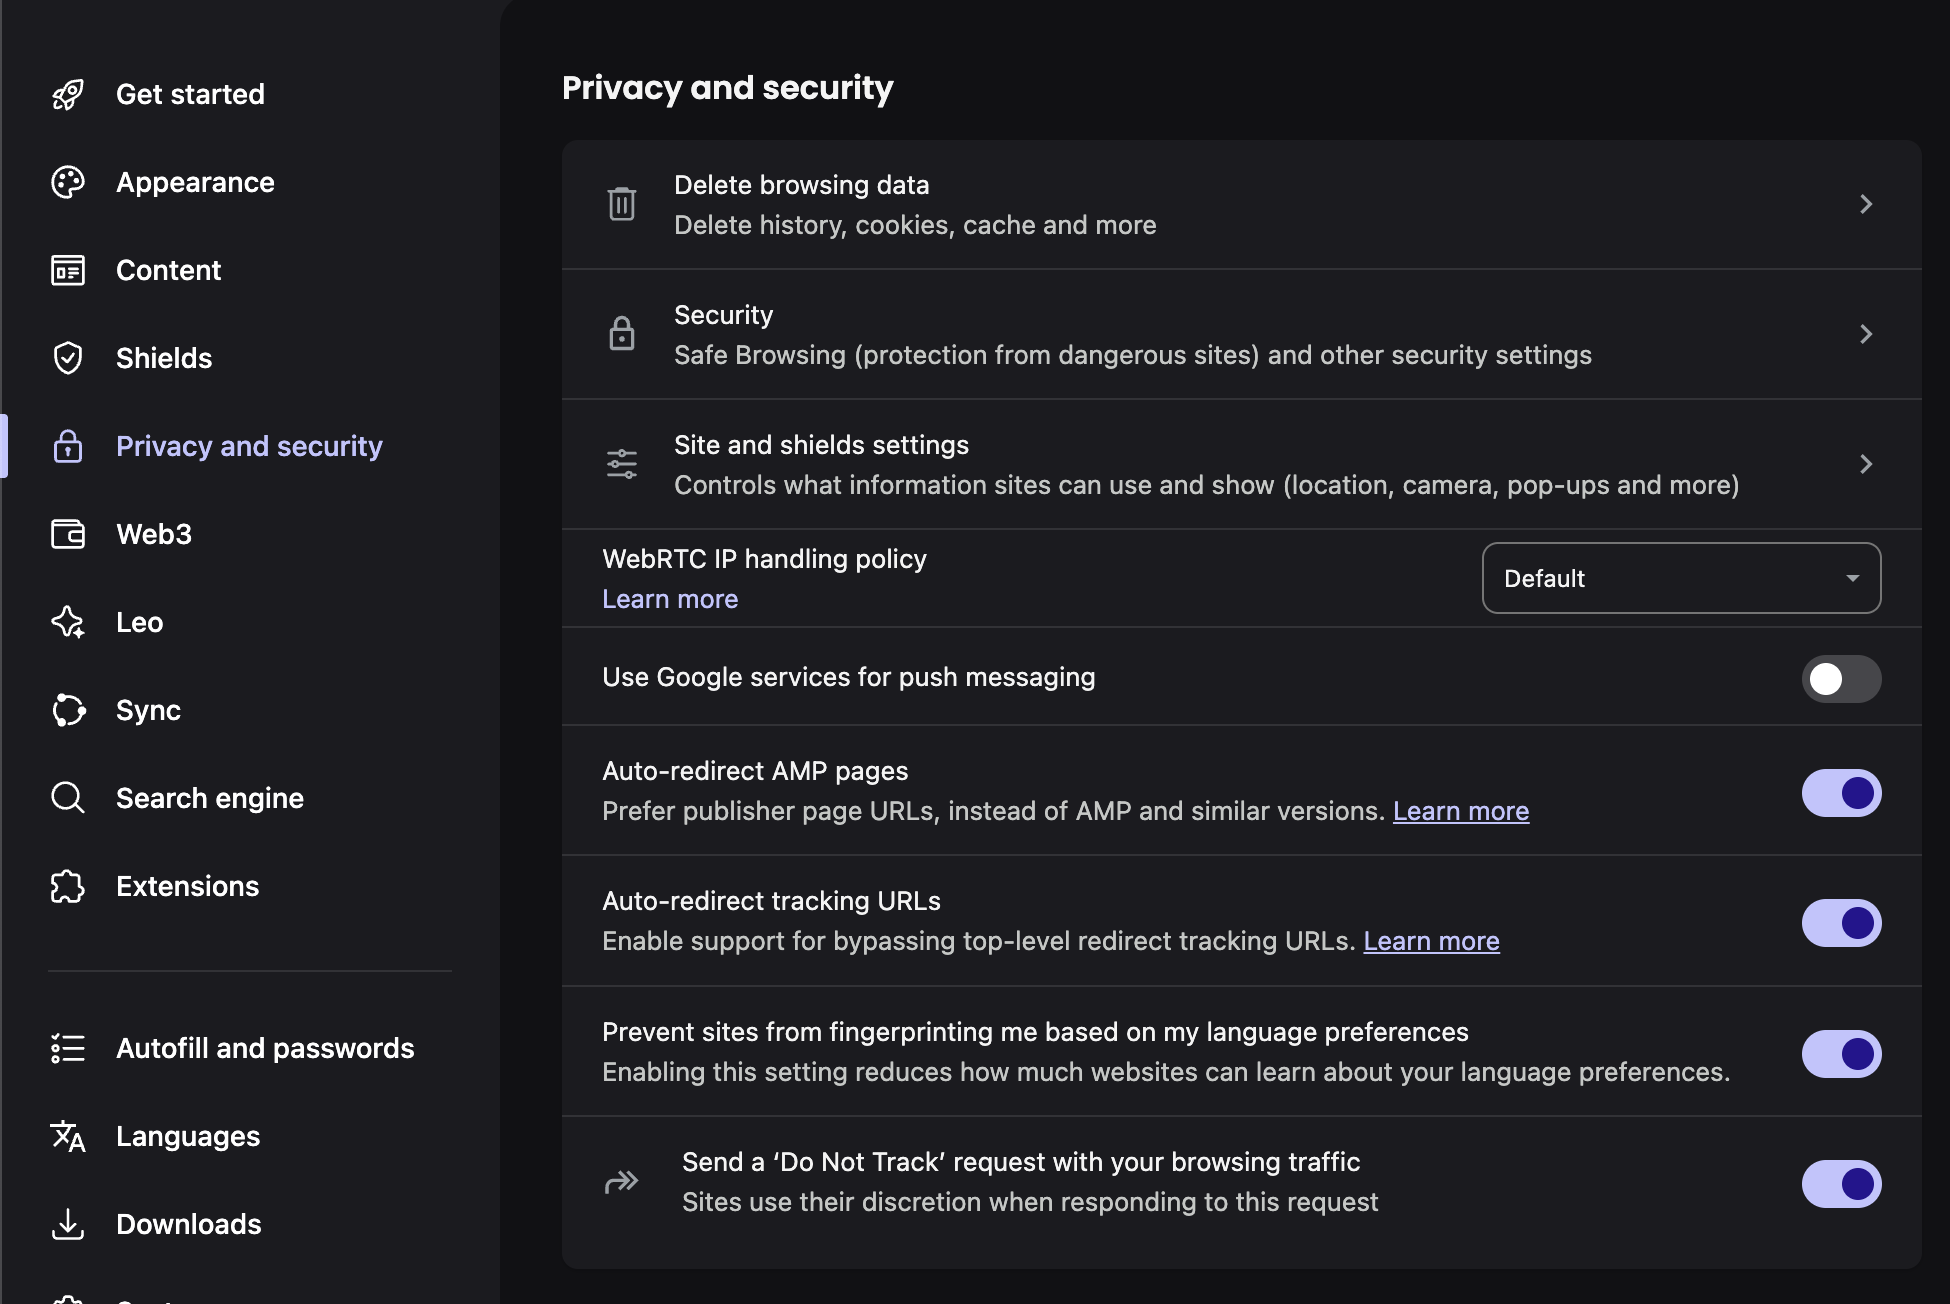 Get started
Appearance
Content
Shields
Privacy and security
Web3
Leo
Sync
Search engine
Extensions
Autofill and passwords
Languages
Downloads
Privacy and security
Delete browsing data
Delete history, cookies, cache and more
Security
Safe Browsing (protection from dangerous sites) and other security settings
Site and shields settings
Controls what information sites can use and show (location, camera, pop-ups and more)
WebRTC IP handling policy
Learn more
Default
Use Google services for push messaging
Auto-redirect AMP pages
Prefer publisher page URLs, instead of AMP and similar versions. Learn more
Auto-redirect tracking URLs
Enable support for bypassing top-level redirect tracking URLs. Learn more
Prevent sites from fingerprinting me based on my language preferences
Enabling this setting reduces how much websites can learn about your language preferences.
Send a ‘Do Not Track’ request with your browsing traffic
Sites use their discretion when responding to this request